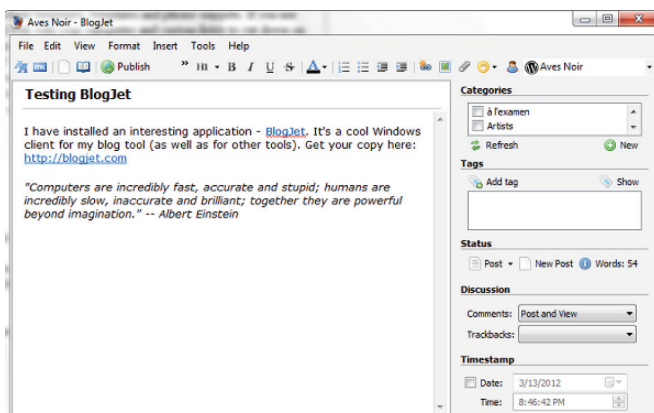 Aves Noir - BlogJet
File Edit View Format Insert Tools Help
Publish » H1 B I U S A Aves Noir
Testing BlogJet
I have installed an interesting application - BlogJet. It's a cool Windows
client for my blog tool (as well as for other tools). Get your copy here:
http://blogjet.com
"Computers are incredibly fast, accurate and stupid; humans are
incredibly slow, inaccurate and brilliant; together they are powerful
beyond imagination." -- Albert Einstein
Categories
à l'examen
Artists
Refresh New
Tags
Add tag Show
Status
Post New Post Words: 54
Discussion
Comments: Post and View
Trackbacks:
Timestamp
Date: 3/13/2012
Time: 8:46:42 PM